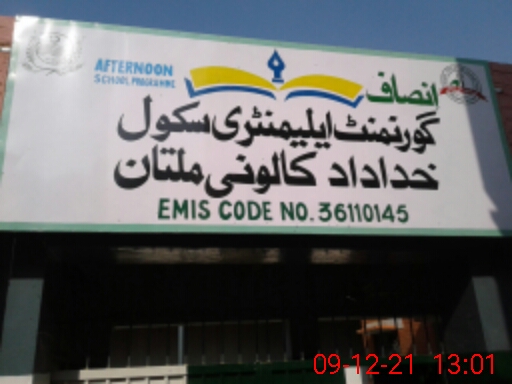 AFTERNOON
SCHOOL PROGRAMME
انصاف
گورنمنٹ ایلیمنٹری سکول
خداداد کالونی ملتان
EMIS CODE NO. 36110145
09-12-21 13:01